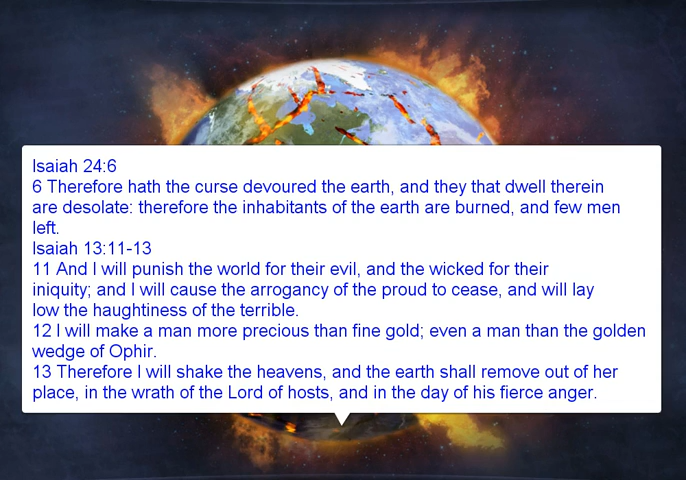 Isaiah 24:6
6 Therefore hath the curse devoured the earth, and they that dwell therein
are desolate: therefore the inhabitants of the earth are burned, and few men
left.
Isaiah 13:11-13
11 And I will punish the world for their evil, and the wicked for their
iniquity; and I will cause the arrogancy of the proud to cease, and will lay
low the haughtiness of the terrible.
12 I will make a man more precious than fine gold; even a man than the golden
wedge of Ophir.
13 Therefore I will shake the heavens, and the earth shall remove out of her
place, in the wrath of the Lord of hosts, and in the day of his fierce anger.